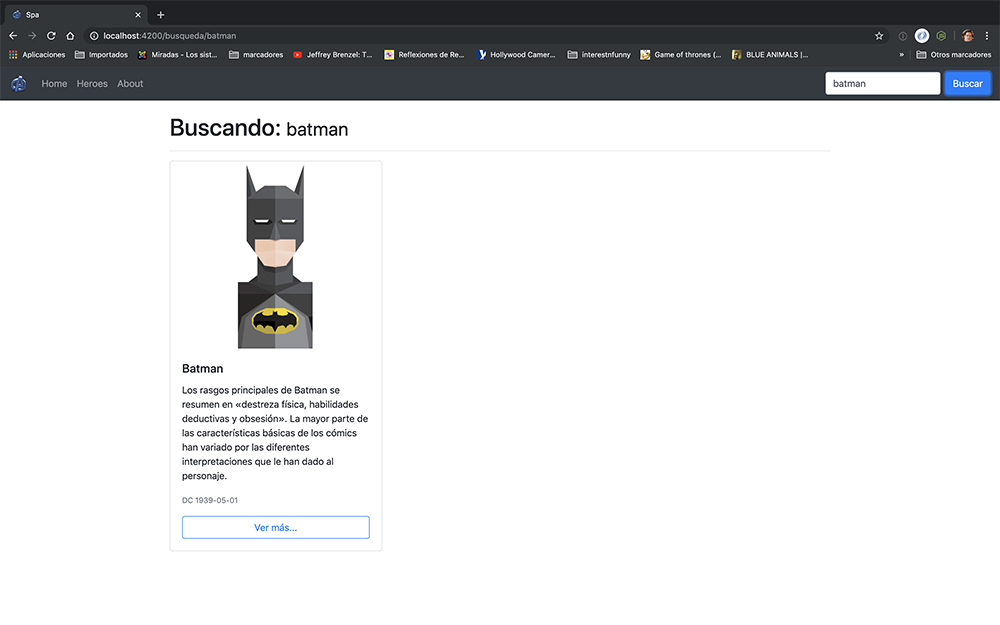 Spa
localhost:4200/busqueda/batman
Aplicaciones Importados Miradas - Los sist... marcadores Jeffrey Brenzel: T... Reflexiones de Re... Hollywood Camer... interestnfunny Game of thrones (... BLUE ANIMALS |... » Otros marcadores
Home Heroes About batman Buscar
Buscando: batman
Batman
Los rasgos principales de Batman se
resumen en «destreza física, habilidades
deductivas y obsesión». La mayor parte de
las características básicas de los cómics
han variado por las diferentes
interpretaciones que le han dado al
personaje.
DC 1939-05-01
Ver más...